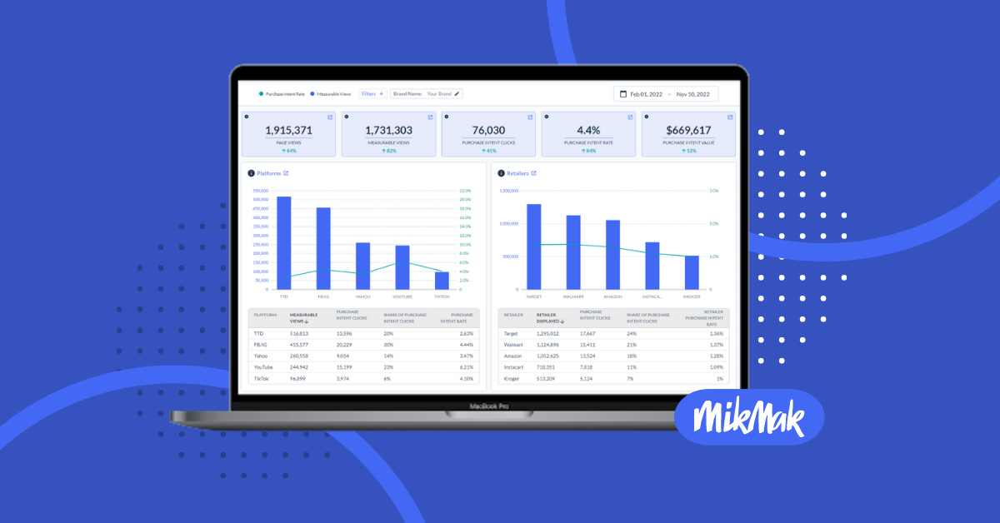 Purchase Intent Rate Measurable Views Filters + Brand Name: Your Brand Feb 01, 2022 - Nov 10, 2022
1,915,371 1,731,303 76,030 4.4% $669,617
PAGE VIEWS MEASURABLE VIEWS PURCHASE INTENT CLICKS PURCHASE INTENT RATE PURCHASE INTENT VALUE
↑ 84% ↑ 82% ↑ 41% ↑ 84% ↑ 12%
Platforms
550,000 22.0%
500,000 20.0%
450,000 18.0%
400,000 16.0%
350,000 14.0%
300,000 12.0%
250,000 10.0%
200,000 8.0%
150,000 6.0%
100,000 4.0%
50,000 2.0%
0 0
TTD FB/IG YAHOO YOUTUBE TIKTOK
PLATFORM MEASURABLE VIEWS ↓ PURCHASE INTENT CLICKS SHARE OF PURCHASE INTENT CLICKS PURCHASE INTENT RATE
TTD 516,813 13,596 20% 2.63%
FB/IG 455,577 20,229 30% 4.44%
Yahoo 260,558 9,054 14% 3.47%
YouTube 244,942 15,199 23% 6.21%
TikTok 96,899 3,974 6% 4.10%
Retailers
1,500,000 3.0%
1,000,000 2.0%
500,000 1.0%
0 0
TARGET WALMART AMAZON INSTACA.. KROGER
RETAILER RETAILER DISPLAYED ↓ PURCHASE INTENT CLICKS SHARE OF PURCHASE INTENT CLICKS RETAILER PURCHASE INTENT RATE
Target 1,295,012 17,667 24% 1.36%
Walmart 1,124,896 15,411 21% 1.37%
Amazon 1,052,625 13,524 18% 1.28%
Instacart 718,351 7,818 11% 1.09%
Kroger 513,209 5,124 7% 1%
MacBook Pro
MikMak